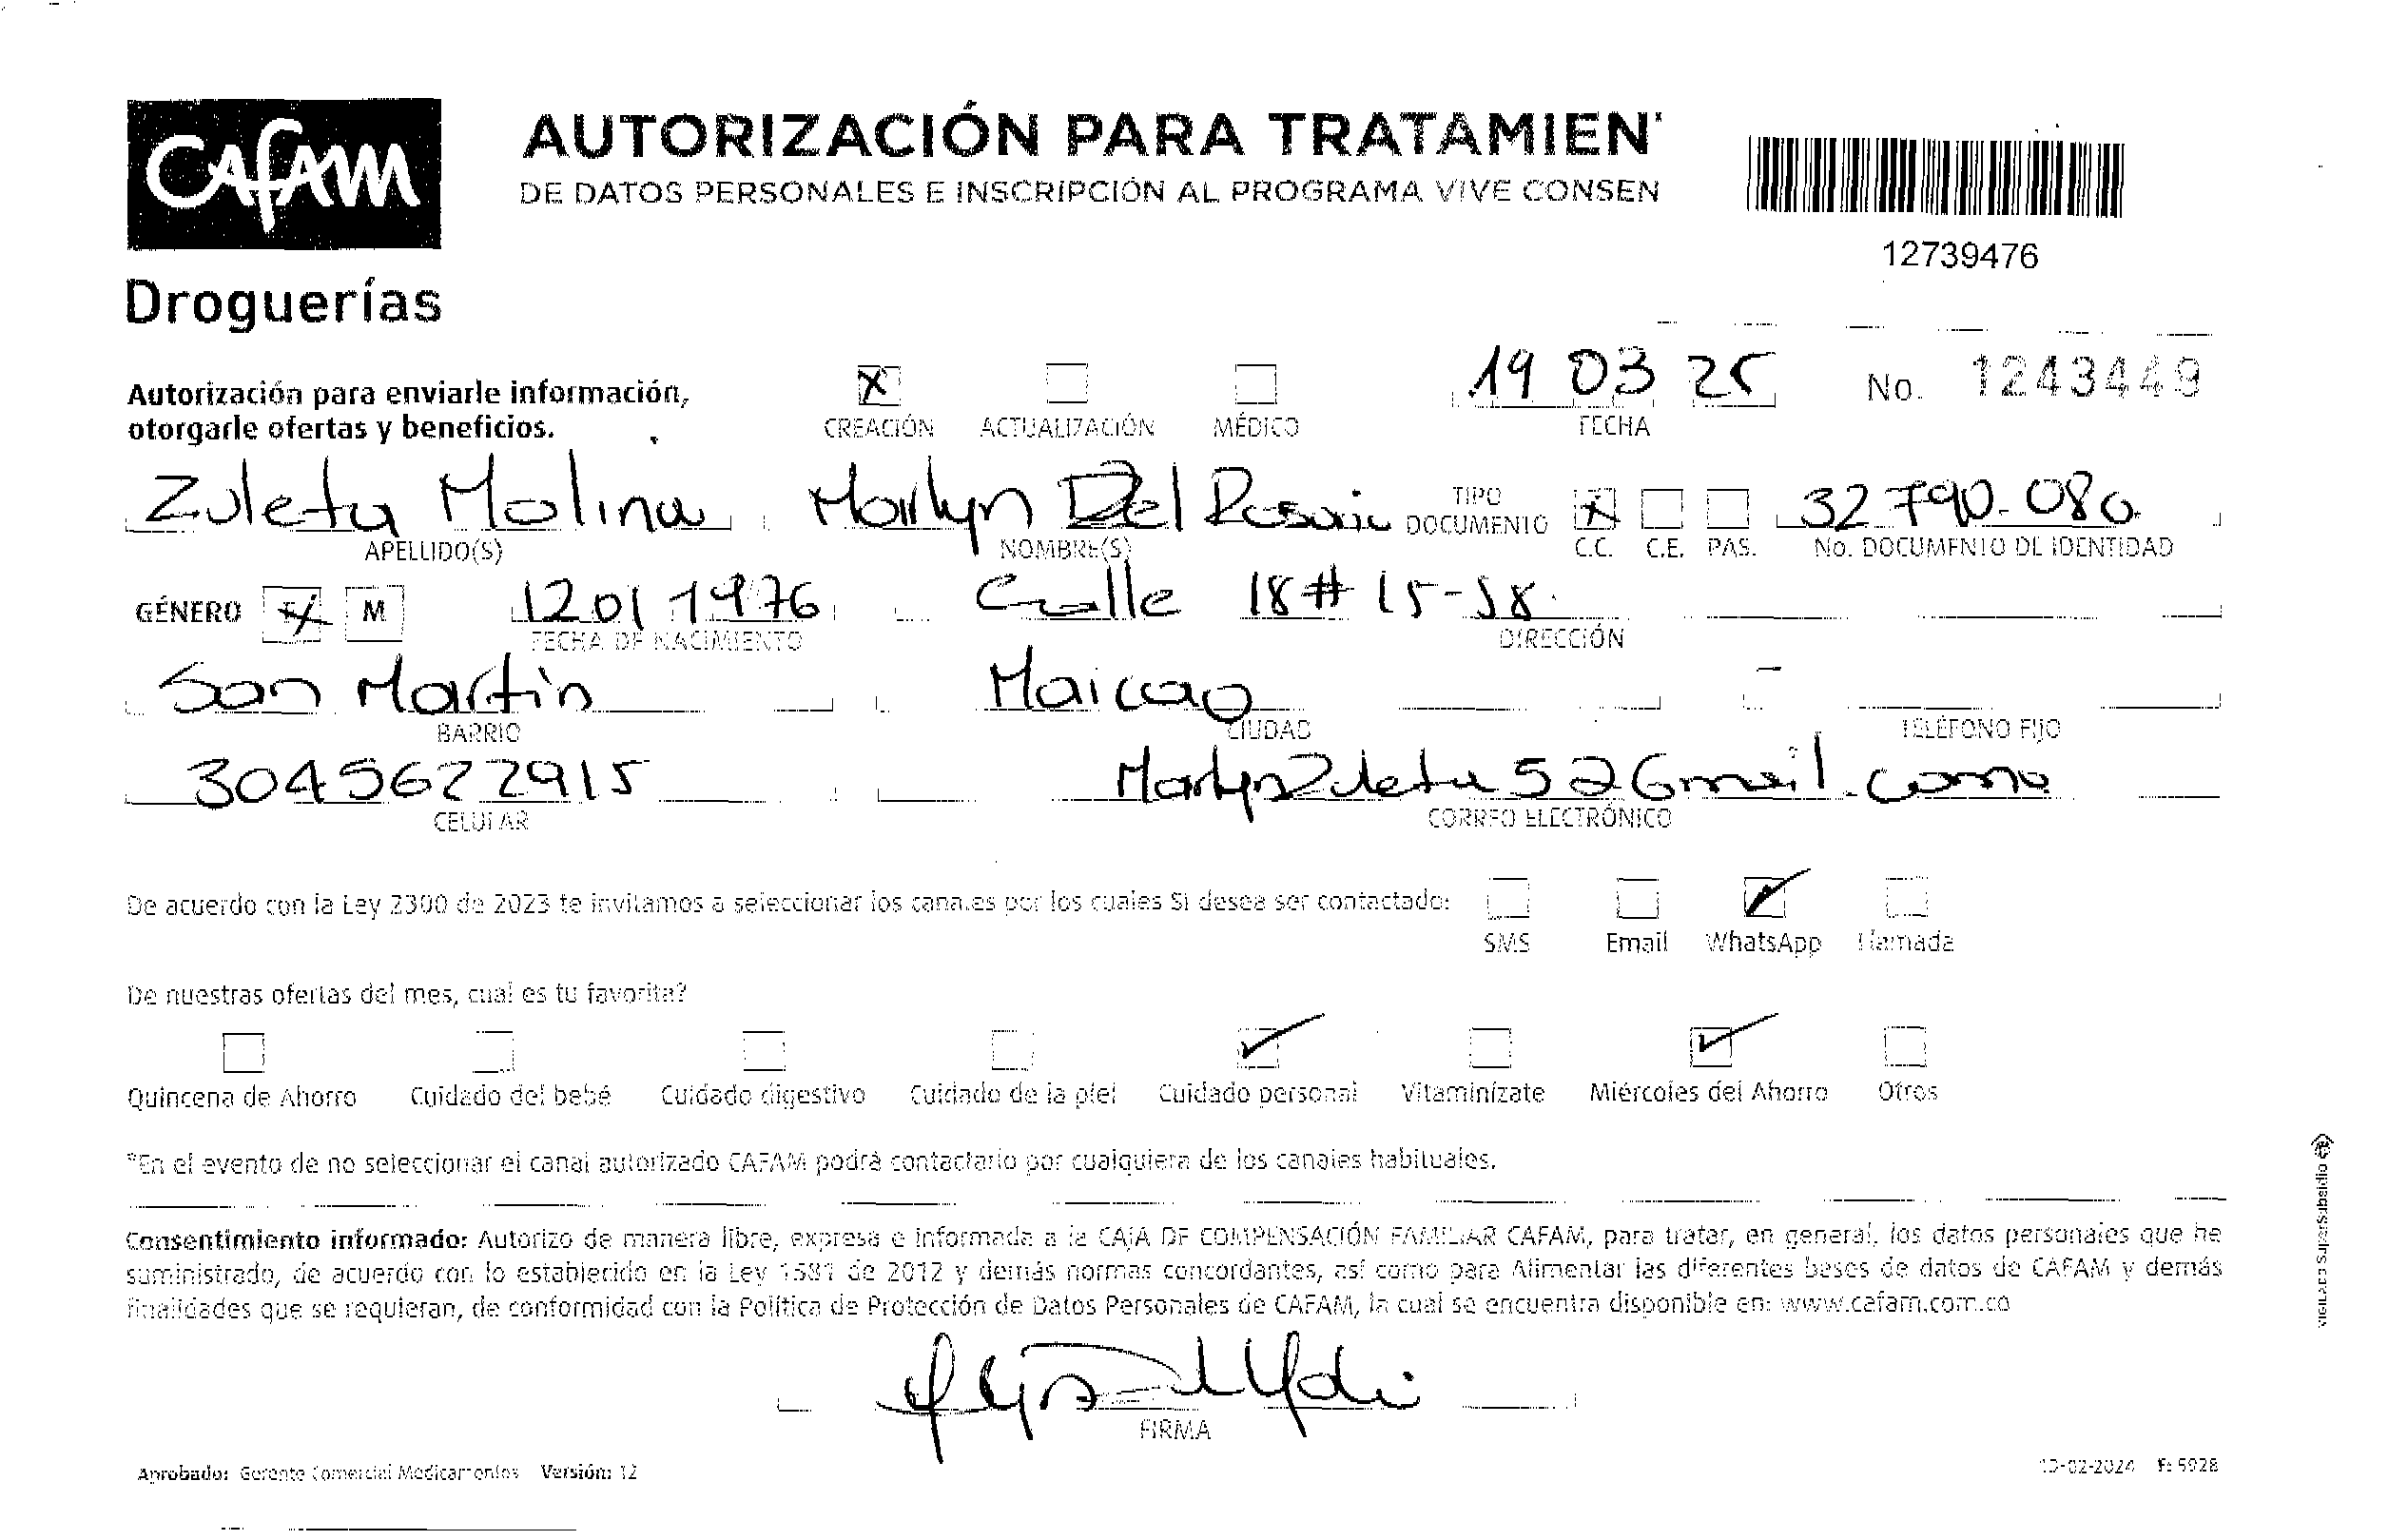 Cafam
AUTORIZACIÓN PARA TRATAMIEN
DE DATOS PERSONALES E INSCRIPCIÓN AL PROGRAMA VIVE CONSEN
12739476
Droguerías
Autorización para enviarle información,
otorgarle ofertas y beneficios.
X
CREACIÓN ACTUALIZACIÓN MÉDICO
19 03 25
FECHA
No. 1243449
Zuleta Molina Marlyn Del Rosario TIPO DOCUMENTO X 32790.080
APELLIDO(S) NOMBRE(S) C.C. C.E. PAS. No. DOCUMENTO DE IDENTIDAD
GÉNERO F M 12011976 Calle 18# 15-58
FECHA DE NACIMIENTO DIRECCIÓN
San Martin Maicao
BARRIO CIUDAD TELÉFONO FIJO
3045622915 MarlynZuleta52Gmail.como
CELULAR CORREO ELECTRÓNICO
De acuerdo con la Ley 2300 de 2023 te invitamos a seleccionar los canales por los cuales Si desea ser contactado:
SMS Email WhatsApp Llamada
De nuestras ofertas del mes, cual es tu favorita?
Quincena de Ahorro Cuidado del bebé Cuidado digestivo Cuidado de la piel Cuidado personal Vitamínizate Miércoles del Ahorro Otros
*En el evento de no seleccionar el canal autorizado CAFAM podrá contactarlo por cualquiera de los canales habituales.
Consentimiento informado: Autorizo de manera libre, expresa e informada a la CAJA DE COMPENSACIÓN FAMILIAR CAFAM, para tratar, en general, los datos personales que he
suministrado, de acuerdo con lo establecido en la Ley 1581 de 2012 y demás normas concordantes, así como para Alimentar las diferentes bases de datos de CAFAM y demás
finalidades que se requieran, de conformidad con la Política de Protección de Datos Personales de CAFAM, la cual se encuentra disponible en: www.cafam.com.co
FIRMA
Aprobado: Gerente Comercial Medicamentos Versión: 12
F: 5928
VIGILADO SuperSubsidio